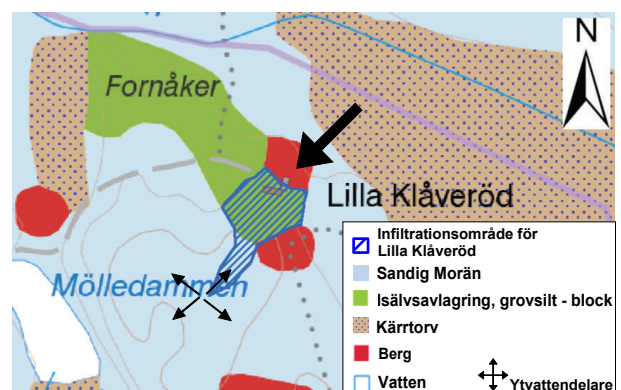 N
Fornåker
Lilla Klåveröd
Mölledammen
Infiltrationsområde för
Lilla Klåveröd
Sandig Morän
Isälvsavlagring, grovsilt - block
Kärrtorv
Berg
Vatten
Ytvattendelare